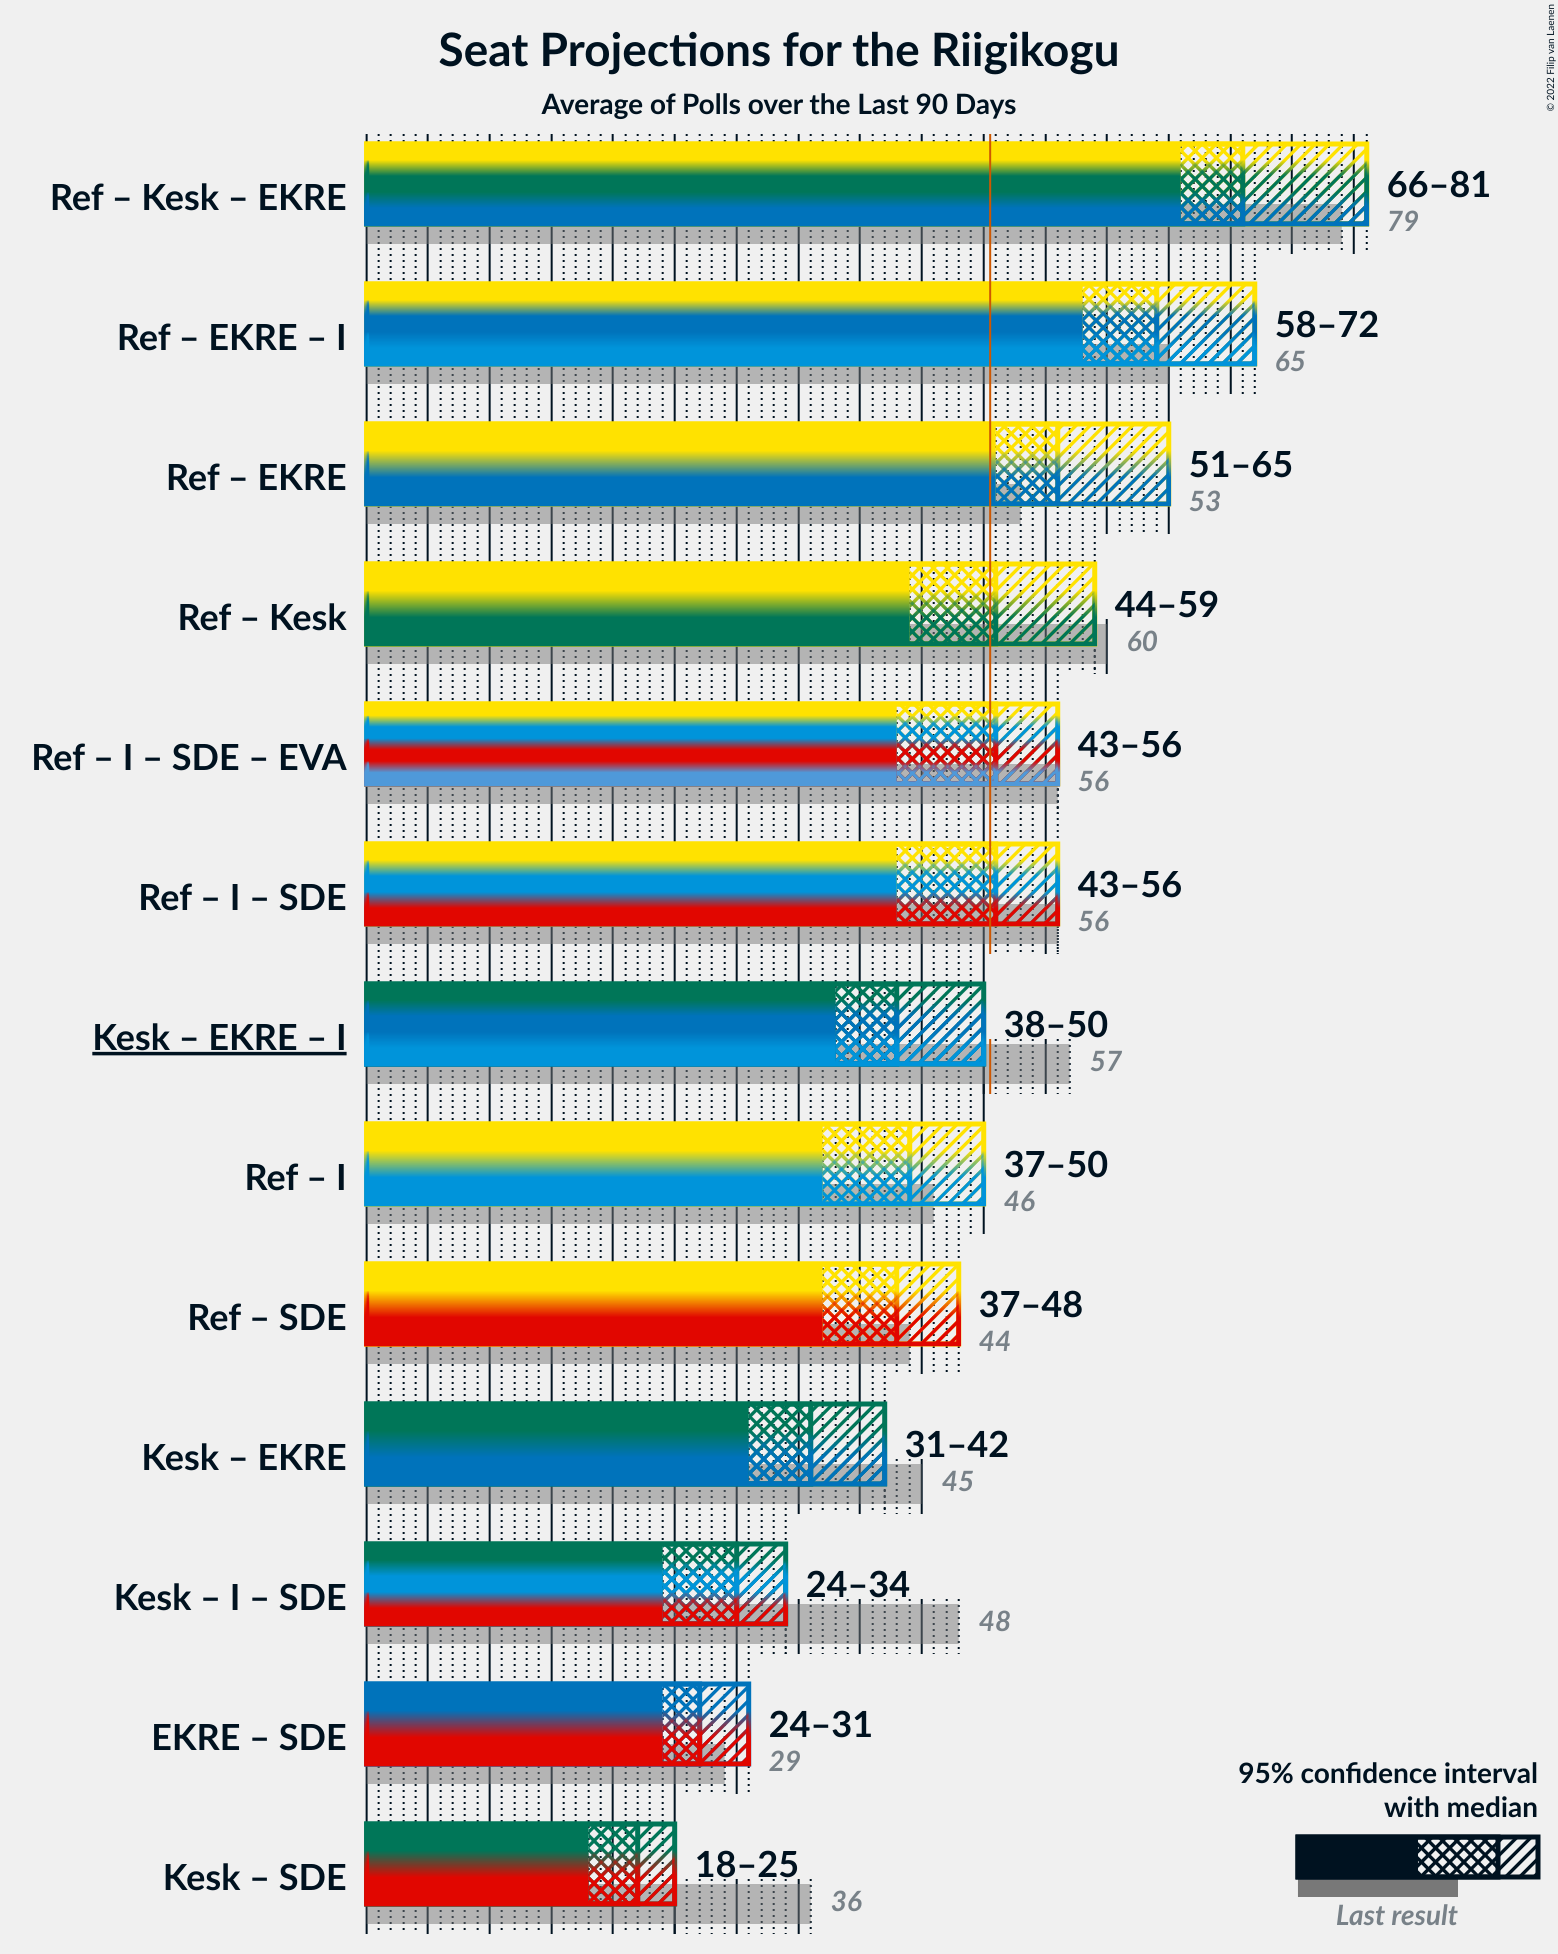 Seat Projections for the Riigikogu
Average of Polls over the Last 90 Days
© 2022 Filip van Laenen
Ref – Kesk – EKRE
66–81
79
Ref – EKRE – I
58–72
65
Ref – EKRE
51–65
53
Ref – Kesk
44–59
60
Ref – I – SDE – EVA
43–56
56
Ref – I – SDE
43–56
56
Kesk – EKRE – I
38–50
57
Ref – I
37–50
46
Ref – SDE
37–48
44
Kesk – EKRE
31–42
45
Kesk – I – SDE
24–34
48
EKRE – SDE
24–31
29
Kesk – SDE
18–25
36
95% confidence interval
with median
Last result